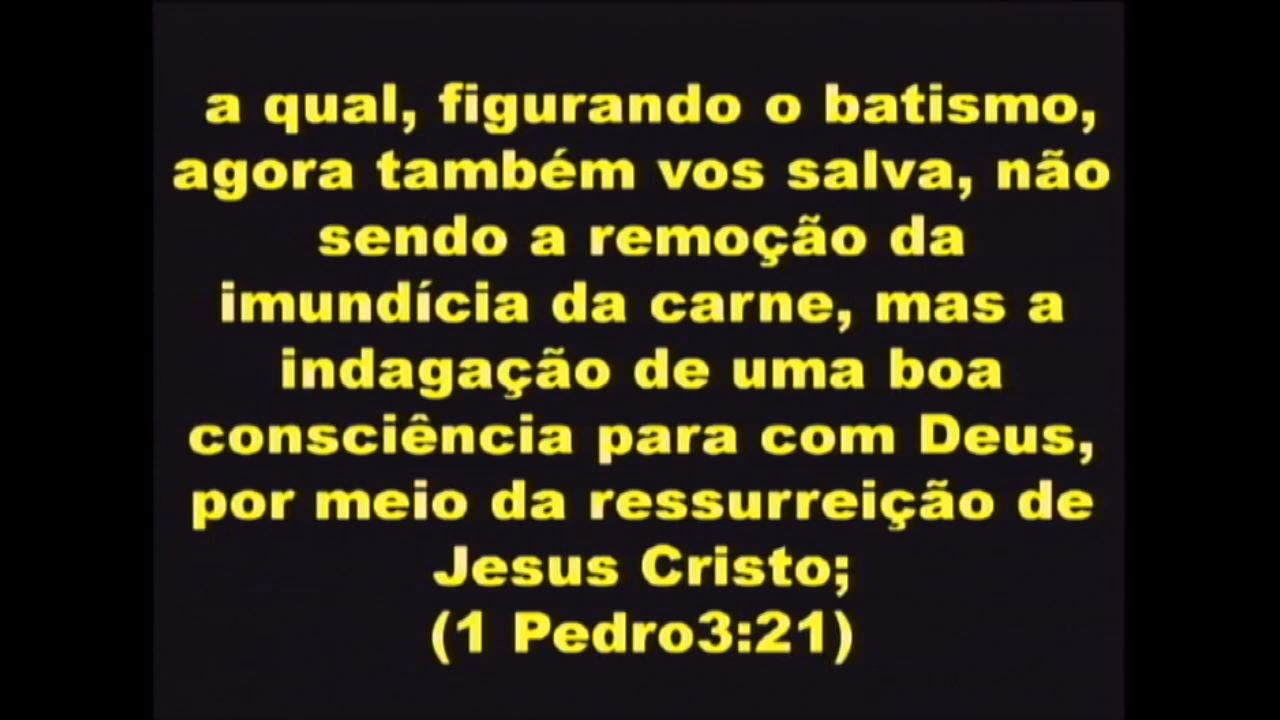 a qual, figurando o batismo,
agora também vos salva, não
sendo a remoção da
imundícia da carne, mas a
indagação de uma boa
consciência para com Deus,
por meio da ressurreição de
Jesus Cristo;
(1 Pedro3:21)